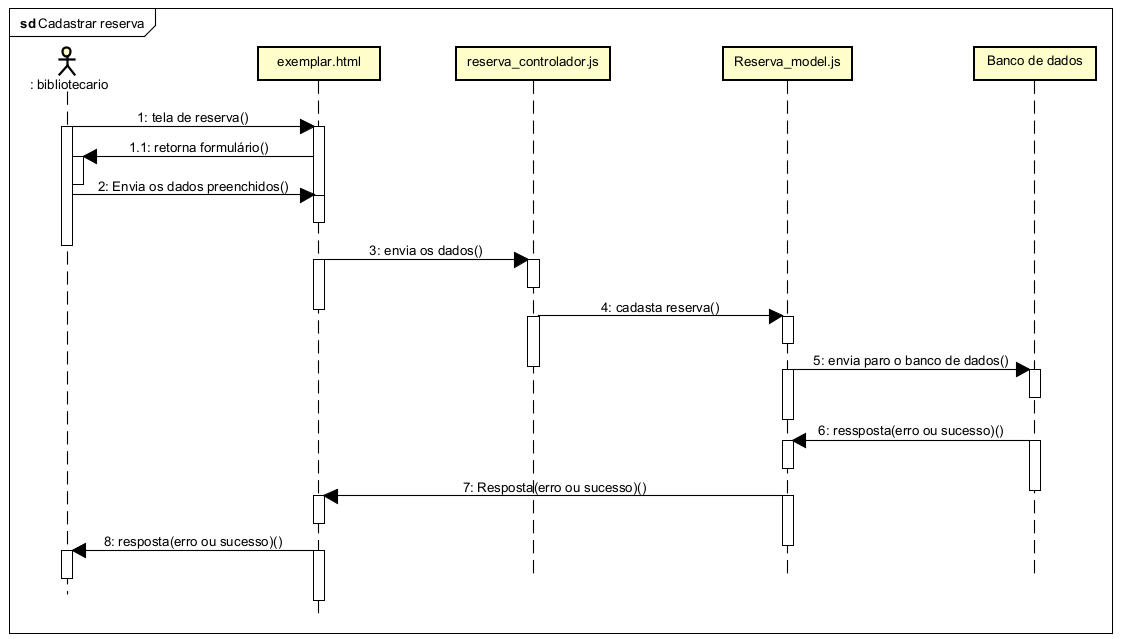 sd Cadastrar reserva
: bibliotecario
exemplar.html
reserva_controlador.js
Reserva_model.js
Banco de dados
1: tela de reserva()
1.1: retorna formulário()
2: Envia os dados preenchidos()
3: envia os dados()
4: cadasta reserva()
5: envia paro o banco de dados()
6: ressposta(erro ou sucesso)()
7: Resposta(erro ou sucesso)()
8: resposta(erro ou sucesso)()